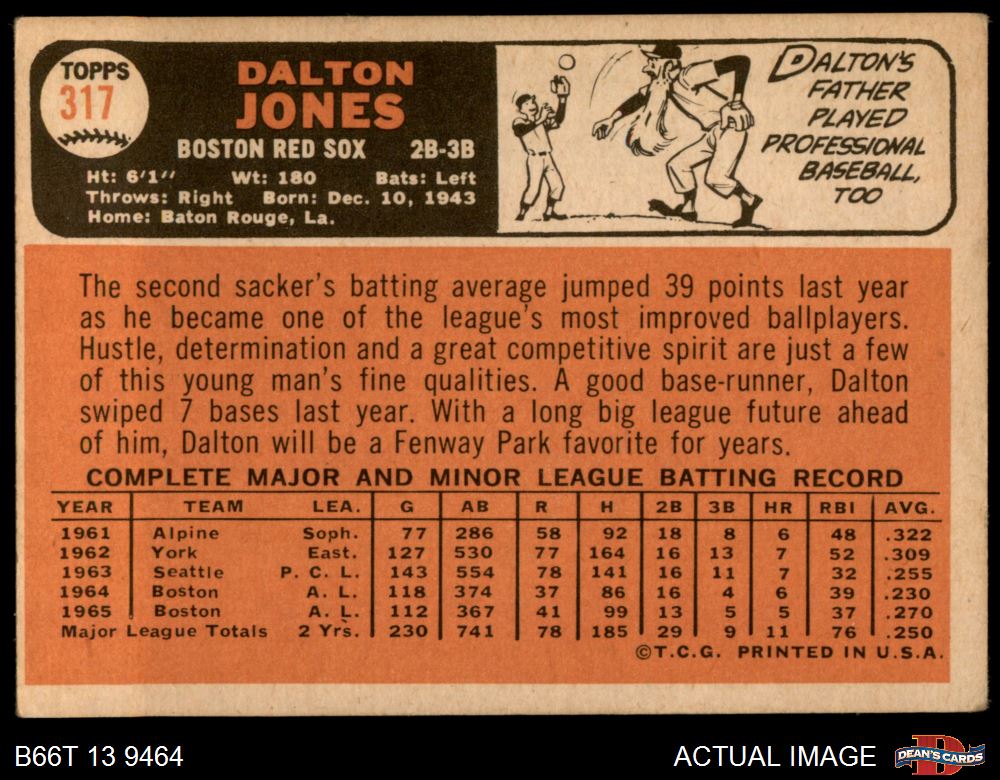 TOPPS
317
DALTON
JONES
BOSTON RED SOX 2B-3B
Ht: 6'1" Wt: 180 Bats: Left
Throws: Right Born: Dec. 10, 1943
Home: Baton Rouge, La.
DALTON'S
FATHER
PLAYED
PROFESSIONAL
BASEBALL,
TOO
The second sacker's batting average jumped 39 points last year
as he became one of the league's most improved ballplayers.
Hustle, determination and a great competitive spirit are just a few
of this young man's fine qualities. A good base-runner, Dalton
swiped 7 bases last year. With a long big league future ahead
of him, Dalton will be a Fenway Park favorite for years.
COMPLETE MAJOR AND MINOR LEAGUE BATTING RECORD
YEAR TEAM LEA. G AB R H 2B 3B HR RBI AVG.
1961 Alpine Soph. 77 286 58 92 18 8 6 48 .322
1962 York East. 127 530 77 164 16 13 7 52 .309
1963 Seattle P. C. L. 143 554 78 141 16 11 7 32 .255
1964 Boston A. L. 118 374 37 86 16 4 6 39 .230
1965 Boston A. L. 112 367 41 99 13 5 5 37 .270
Major League Totals 2 Yrs. 230 741 78 185 29 9 11 76 .250
©T.C.G. PRINTED IN U.S.A.
B66T 13 9464 ACTUAL IMAGE
D
DEAN'S CARDS